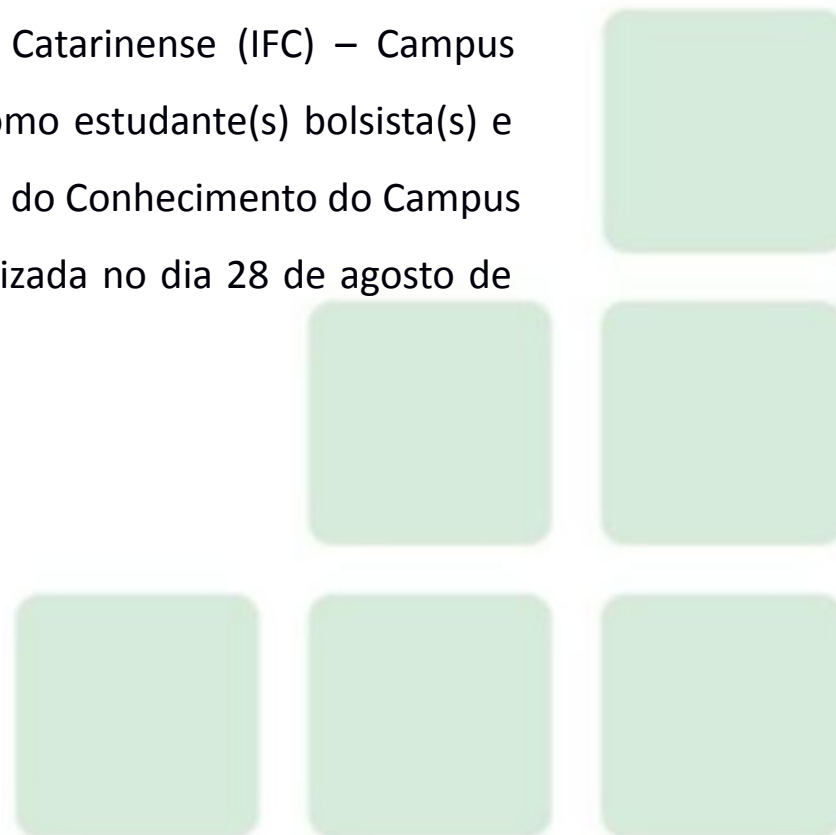 Catarinense (IFC) – Campus
omo estudante(s) bolsista(s) e
do Conhecimento do Campus
izada no dia 28 de agosto de